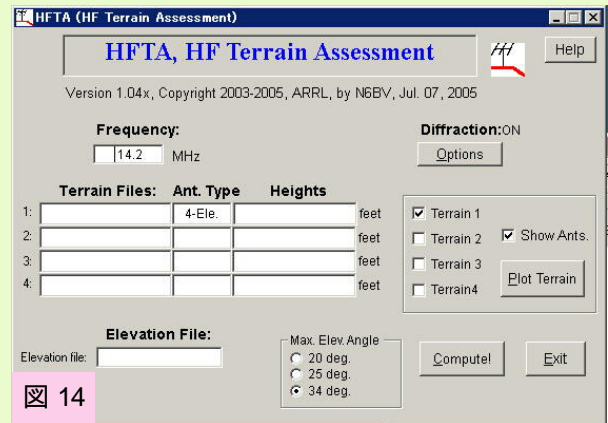 HFTA (HF Terrain Assessment)
HFTA, HF Terrain Assessment
Help
Version 1.04x, Copyright 2003-2005, ARRL, by N6BV, Jul. 07, 2005
Frequency:
14.2 MHz
Diffraction:ON
Options
Terrain Files: Ant. Type Heights
1: 4-Ele. feet
2: feet
3: feet
4: feet
Terrain 1
Terrain 2
Terrain 3
Terrain4
Show Ants.
Plot Terrain
Elevation File:
Elevation file:
Max. Elev. Angle
20 deg.
25 deg.
34 deg.
Compute!
Exit
図 14